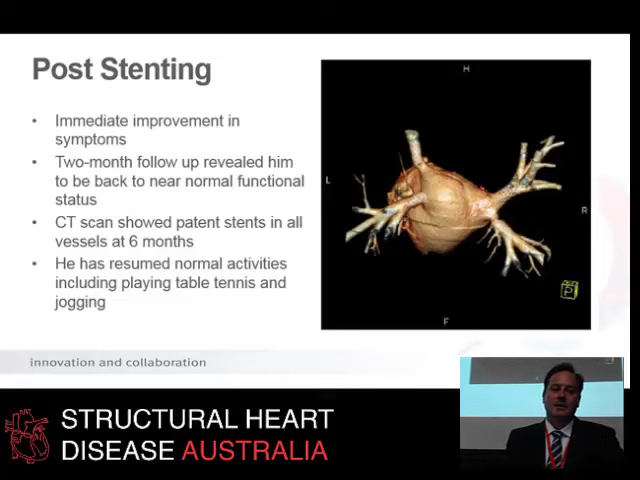 Post Stenting
• Immediate improvement in
symptoms
• Two-month follow up revealed him
to be back to near normal functional
status
• CT scan showed patent stents in all
vessels at 6 months
• He has resumed normal activities
including playing table tennis and
jogging
H
L
R
F
P
innovation and collaboration
STRUCTURAL HEART
DISEASE AUSTRALIA